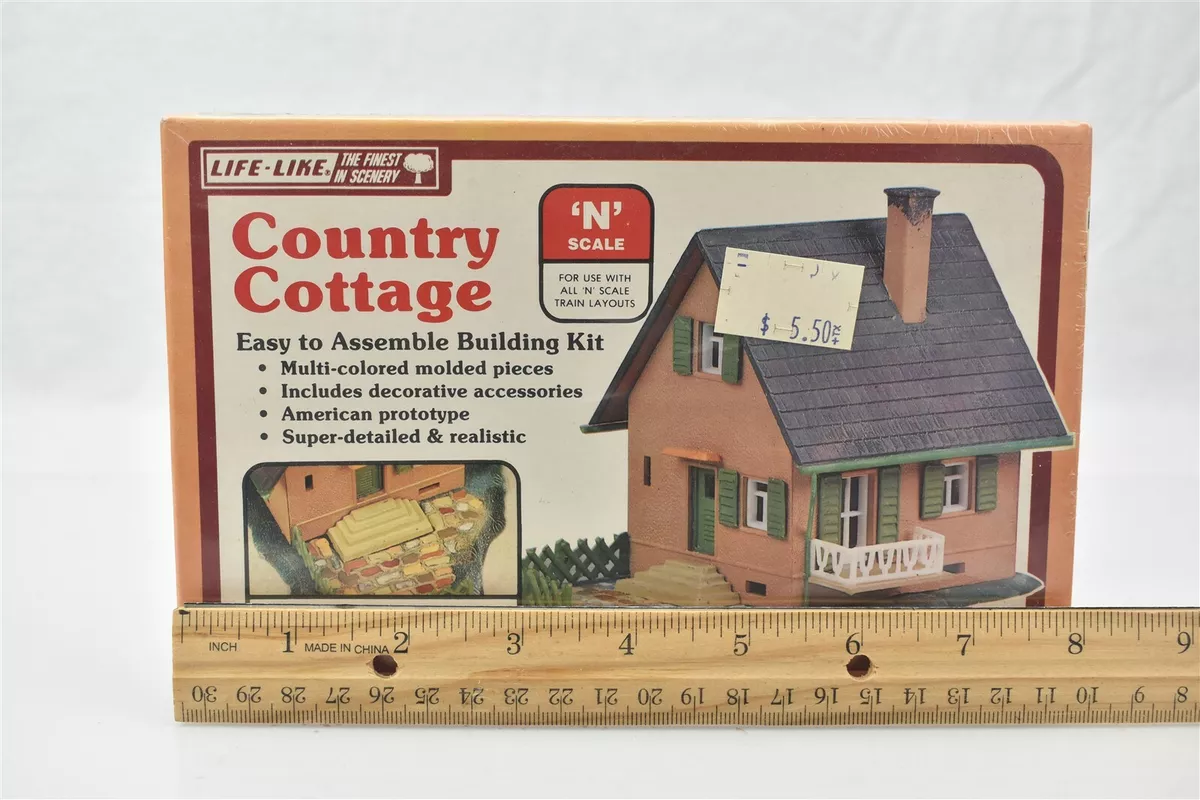 LIFE-LIKE® THE FINEST
IN SCENERY
Country
Cottage
'N'
SCALE
FOR USE WITH
ALL 'N' SCALE
TRAIN LAYOUTS
Easy to Assemble Building Kit
• Multi-colored molded pieces
• Includes decorative accessories
• American prototype
• Super-detailed & realistic
$ 5.50
INCH 1 MADE IN CHINA 2 3 4 5 6 7 8 9
30 29 28 27 26 25 24 23 22 21 20 19 18 17 16 15 14 13 12 11 10 9 8